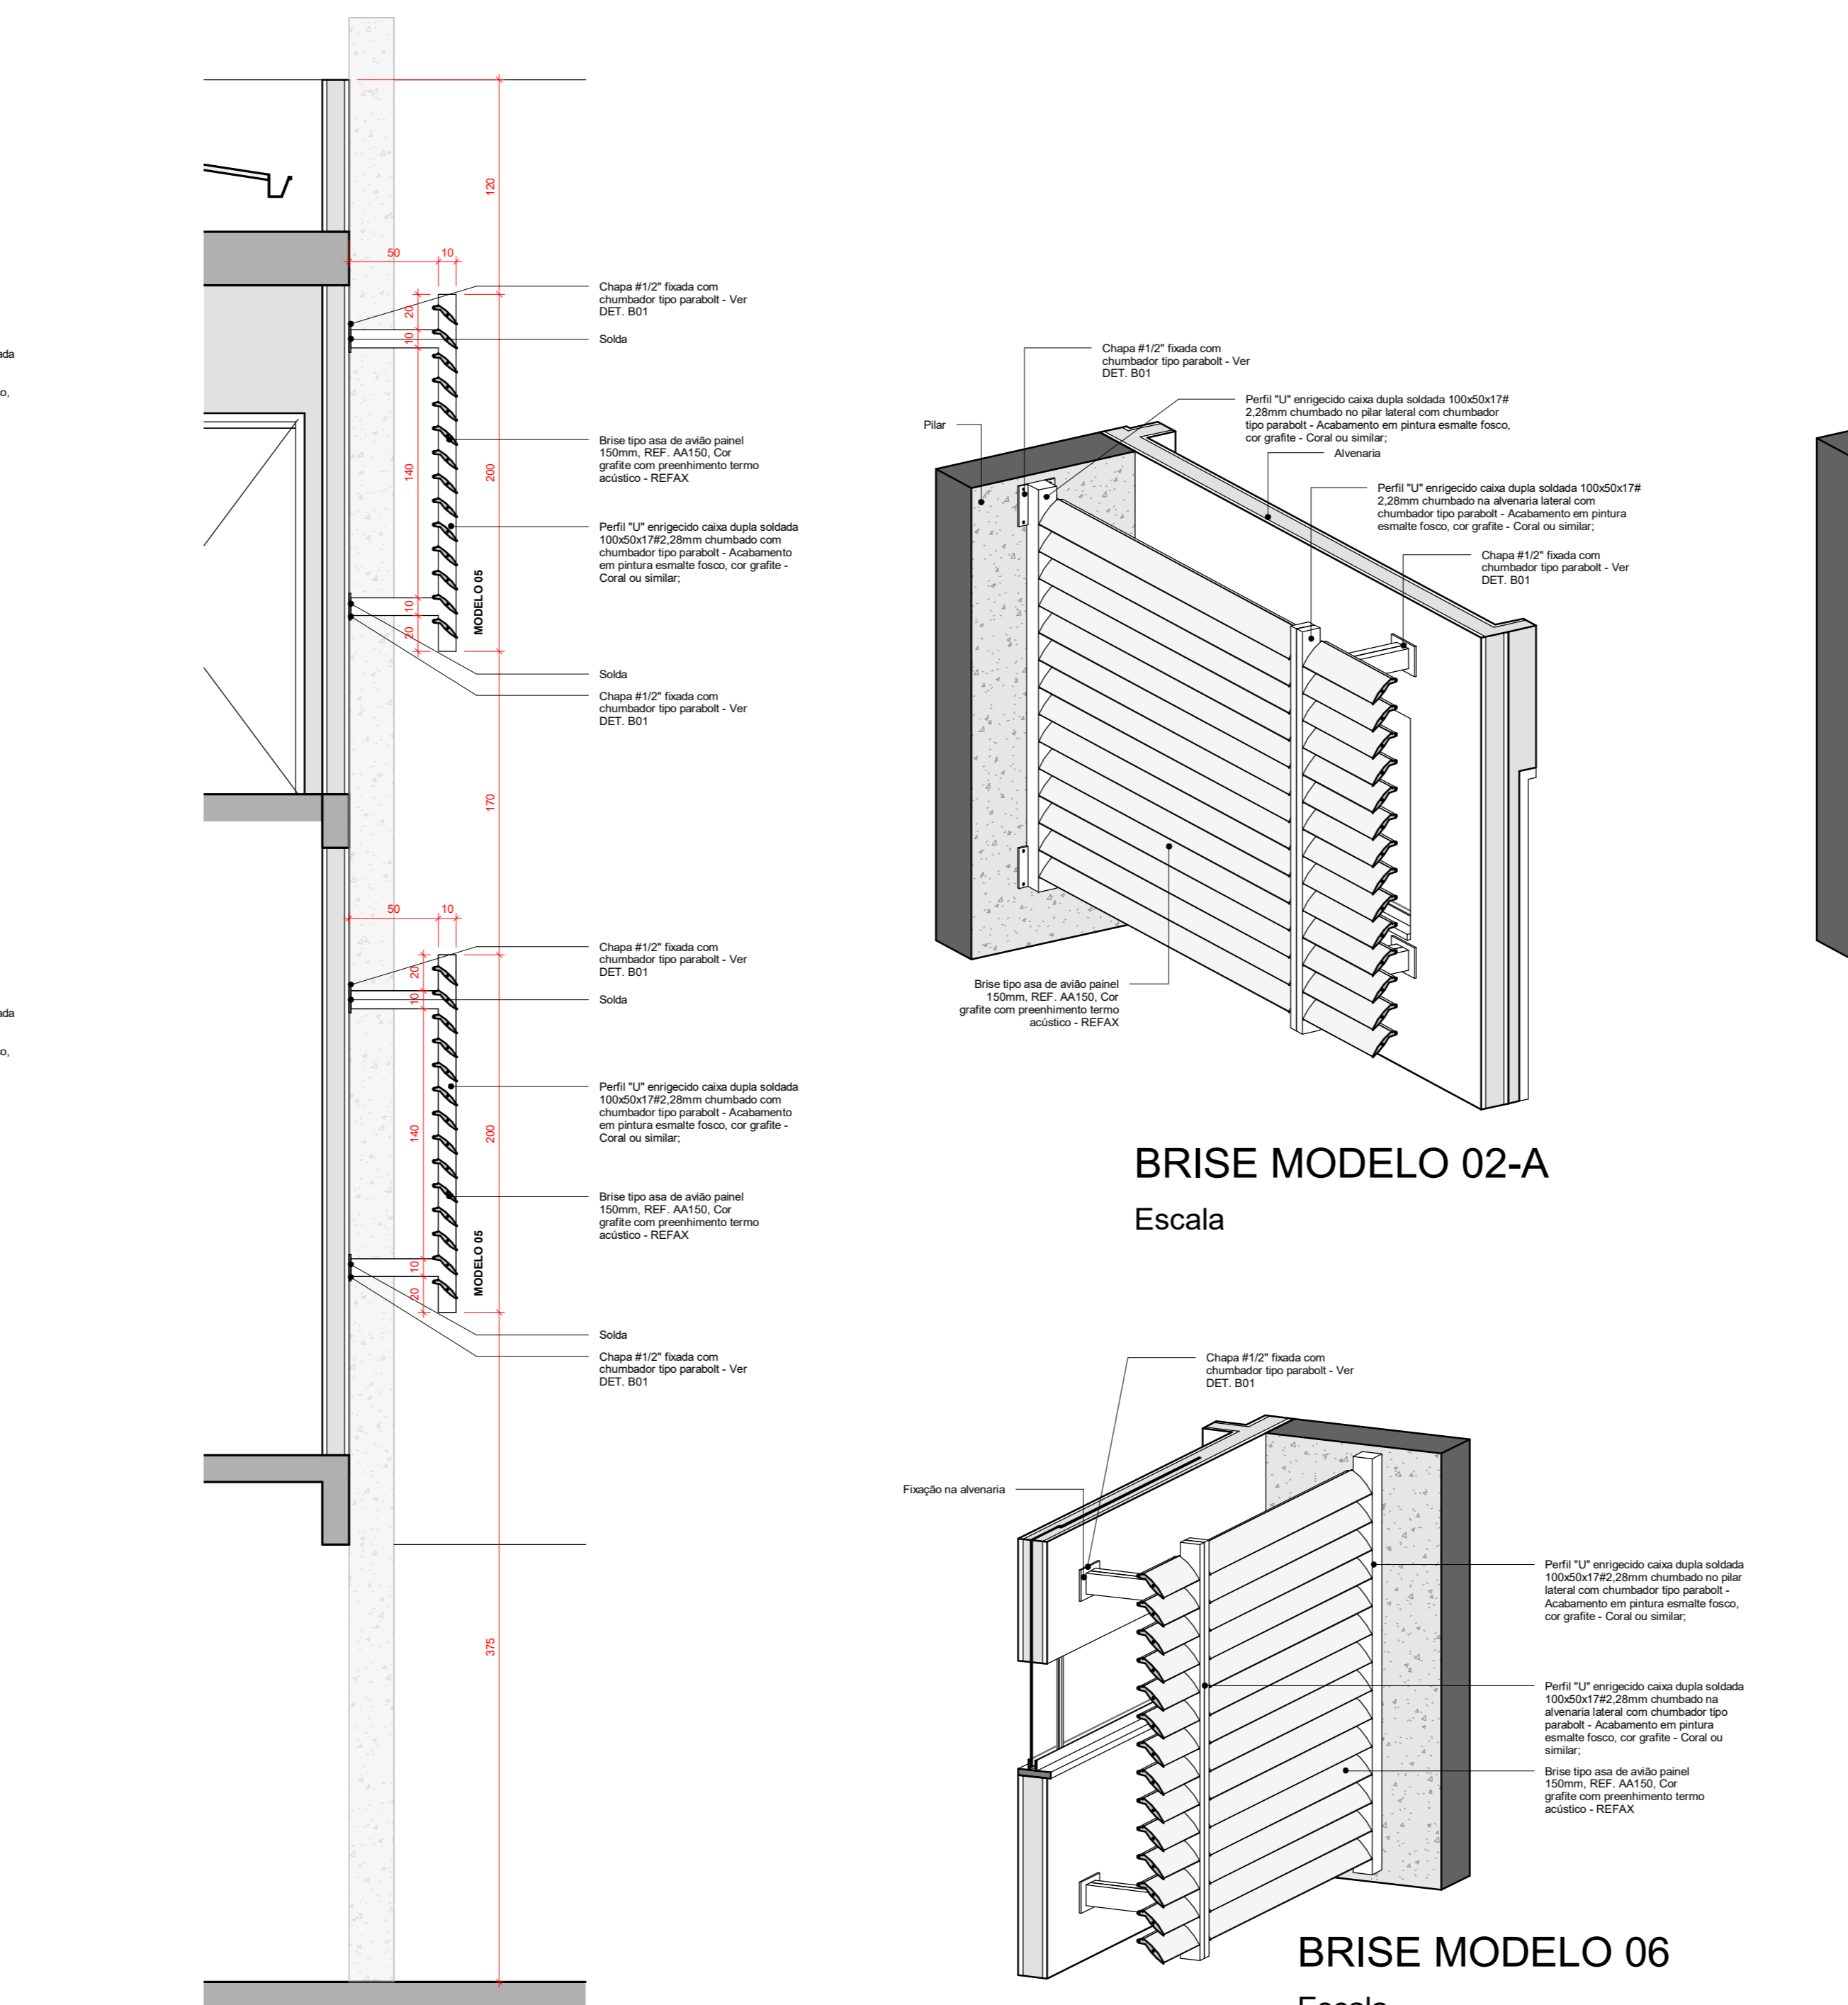 ada
o,
ada
o,
120
50
10
20
10
140
200
10
20
MODELO 05
Chapa #1/2" fixada com
chumbador tipo parabolt - Ver
DET. B01
Solda
Brise tipo asa de avião painel
150mm, REF. AA150, Cor
grafite com preenhimento termo
acústico - REFAX
Perfil "U" enrigecido caixa dupla soldada
100x50x17#2,28mm chumbado com
chumbador tipo parabolt - Acabamento
em pintura esmalte fosco, cor grafite -
Coral ou similar;
Solda
Chapa #1/2" fixada com
chumbador tipo parabolt - Ver
DET. B01
170
50
10
20
10
140
200
10
20
MODELO 05
Chapa #1/2" fixada com
chumbador tipo parabolt - Ver
DET. B01
Solda
Perfil "U" enrigecido caixa dupla soldada
100x50x17#2,28mm chumbado com
chumbador tipo parabolt - Acabamento
em pintura esmalte fosco, cor grafite -
Coral ou similar;
Brise tipo asa de avião painel
150mm, REF. AA150, Cor
grafite com preenhimento termo
acústico - REFAX
Solda
Chapa #1/2" fixada com
chumbador tipo parabolt - Ver
DET. B01
375
Chapa #1/2" fixada com
chumbador tipo parabolt - Ver
DET. B01
Pilar
Perfil "U" enrigecido caixa dupla soldada 100x50x17#
2,28mm chumbado no pilar lateral com chumbador
tipo parabolt - Acabamento em pintura esmalte fosco,
cor grafite - Coral ou similar;
Alvenaria
Perfil "U" enrigecido caixa dupla soldada 100x50x17#
2,28mm chumbado na alvenaria lateral com
chumbador tipo parabolt - Acabamento em pintura
esmalte fosco, cor grafite - Coral ou similar;
Chapa #1/2" fixada com
chumbador tipo parabolt - Ver
DET. B01
Brise tipo asa de avião painel
150mm, REF. AA150, Cor
grafite com preenhimento termo
acústico - REFAX
BRISE MODELO 02-A
Escala
Chapa #1/2" fixada com
chumbador tipo parabolt - Ver
DET. B01
Fixação na alvenaria
Perfil "U" enrigecido caixa dupla soldada
100x50x17#2,28mm chumbado no pilar
lateral com chumbador tipo parabolt -
Acabamento em pintura esmalte fosco,
cor grafite - Coral ou similar;
Perfil "U" enrigecido caixa dupla soldada
100x50x17#2,28mm chumbado na
alvenaria lateral com chumbador tipo
parabolt - Acabamento em pintura
esmalte fosco, cor grafite - Coral ou
similar;
Brise tipo asa de avião painel
150mm, REF. AA150, Cor
grafite com preenhimento termo
acústico - REFAX
BRISE MODELO 06
Escala